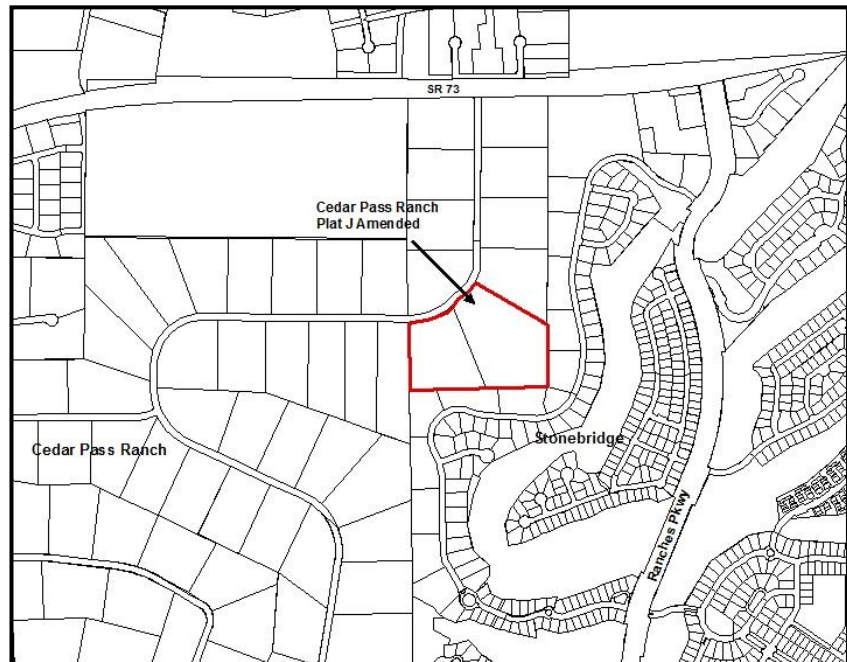 SR 73
Cedar Pass Ranch
Plat J Amended
Cedar Pass Ranch
Stonebridge
Ranches Pkwy